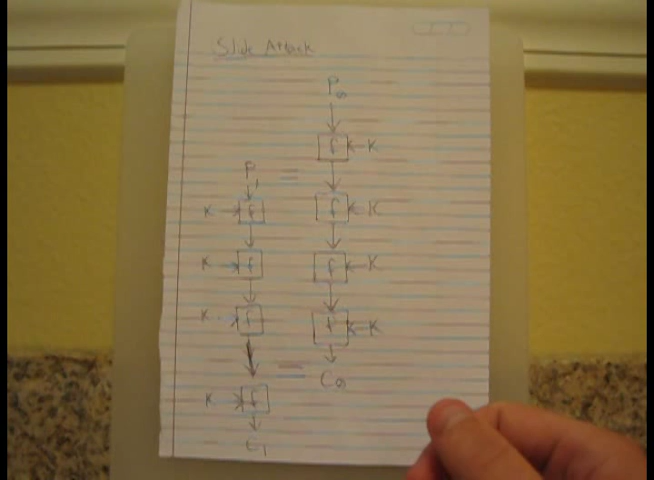 Slide Attack
P₀
f K
P₁ =
K f f K
K f f K
K f f K
= C₀
K f
C₁